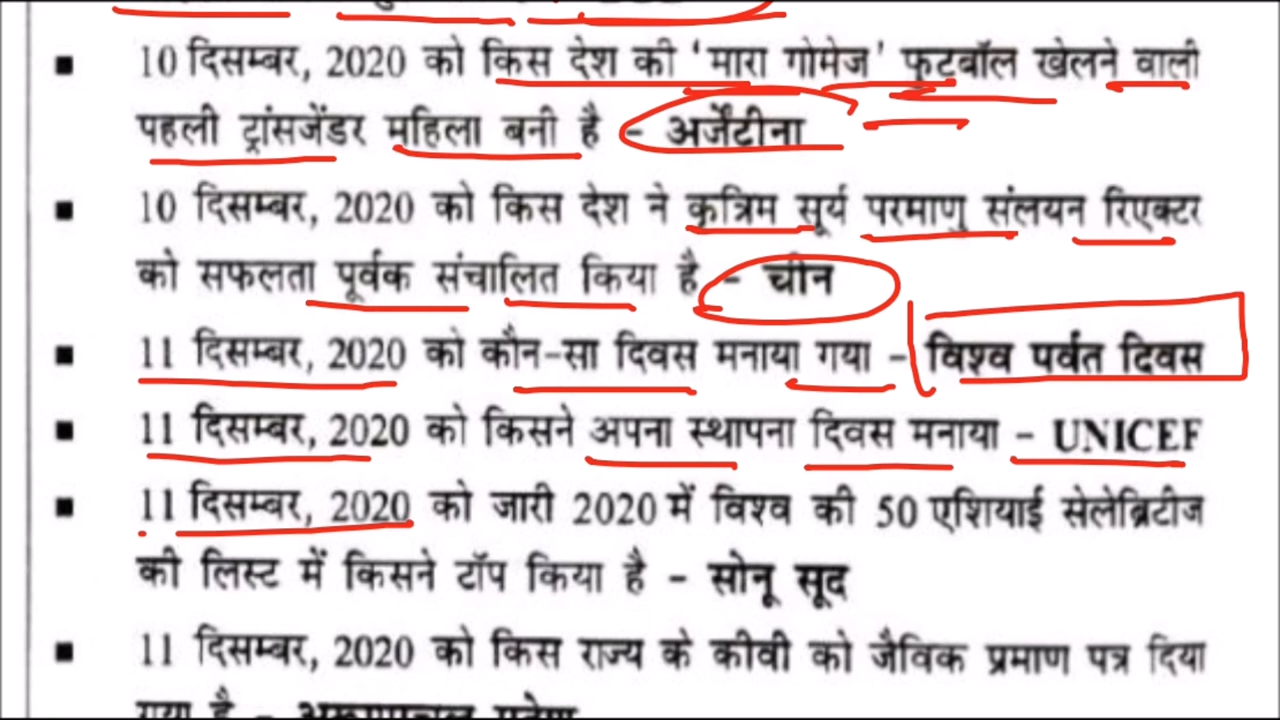 10 दिसम्बर, 2020 को किस देश की 'मारा गोमेज' फुटबॉल खेलने वाली
पहली ट्रांसजेंडर महिला बनी है - अर्जेंटीना
10 दिसम्बर, 2020 को किस देश ने कृत्रिम सूर्य परमाणु संलयन रिएक्टर
को सफलता पूर्वक संचालित किया है - चीन
11 दिसम्बर, 2020 को कौन-सा दिवस मनाया गया - विश्व पर्वत दिवस
11 दिसम्बर, 2020 को किसने अपना स्थापना दिवस मनाया - UNICEF
11 दिसम्बर, 2020 को जारी 2020 में विश्व की 50 एशियाई सेलेब्रिटीज
की लिस्ट में किसने टॉप किया है - सोनू सूद
11 दिसम्बर, 2020 को किस राज्य के कीवी को जैविक प्रमाण पत्र दिया
गया है -